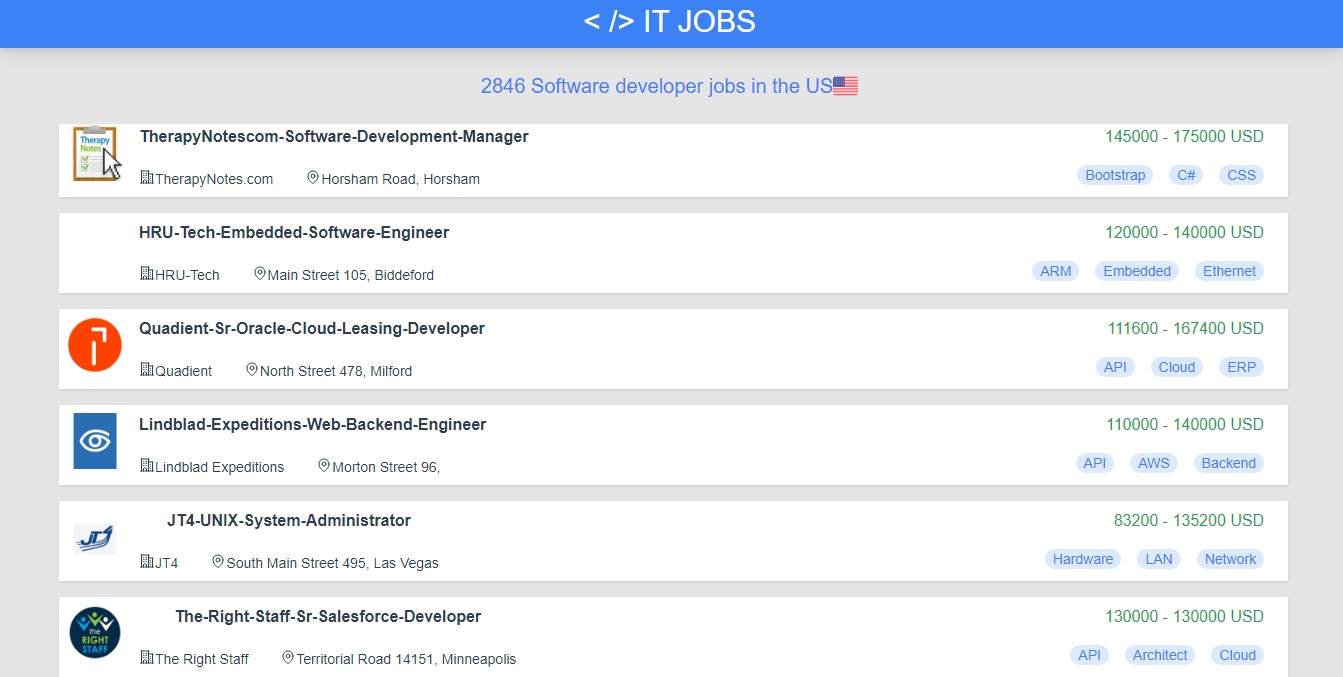 < /> IT JOBS
2846 Software developer jobs in the US
Therapy
Notes
TherapyNotescom-Software-Development-Manager
145000 - 175000 USD
TherapyNotes.com Horsham Road, Horsham
Bootstrap C# CSS
HRU-Tech-Embedded-Software-Engineer
120000 - 140000 USD
HRU-Tech Main Street 105, Biddeford
ARM Embedded Ethernet
Quadient-Sr-Oracle-Cloud-Leasing-Developer
111600 - 167400 USD
Quadient North Street 478, Milford
API Cloud ERP
Lindblad-Expeditions-Web-Backend-Engineer
110000 - 140000 USD
Lindblad Expeditions Morton Street 96,
API AWS Backend
JT4
JT4-UNIX-System-Administrator
83200 - 135200 USD
JT4 South Main Street 495, Las Vegas
Hardware LAN Network
the
RIGHT
STAFF
The-Right-Staff-Sr-Salesforce-Developer
130000 - 130000 USD
The Right Staff Territorial Road 14151, Minneapolis
API Architect Cloud